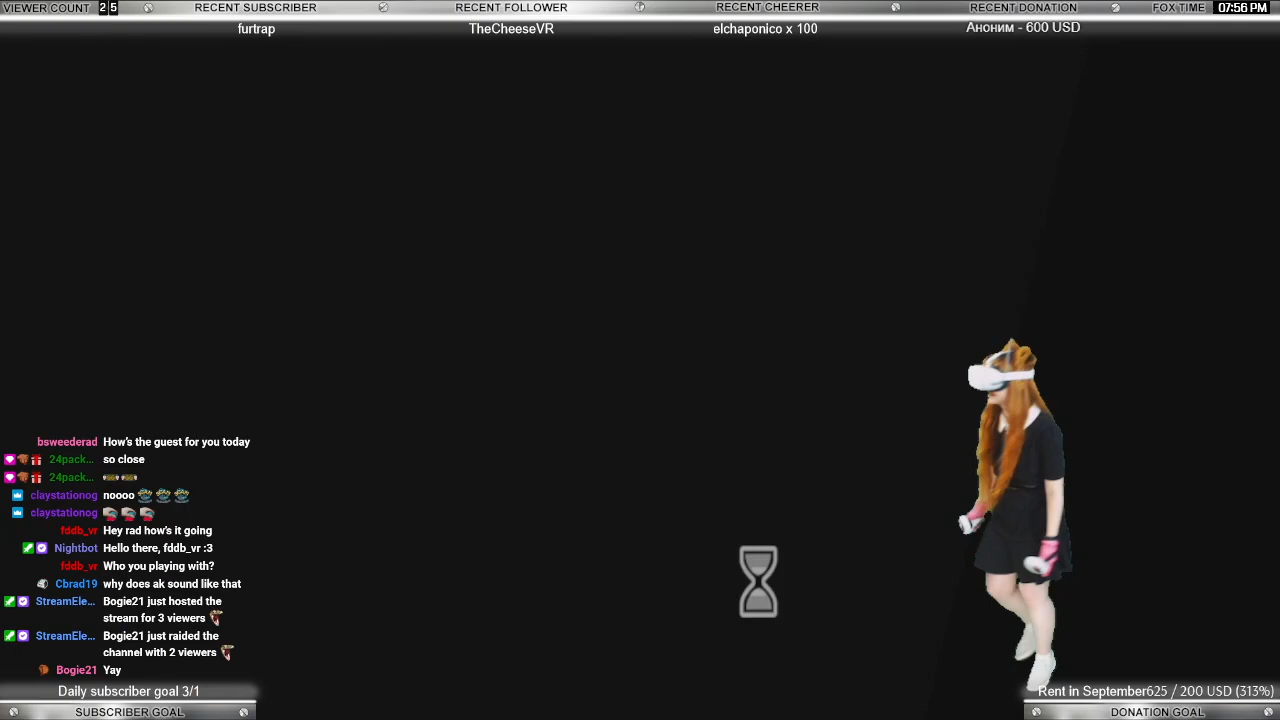 VIEWER COUNT 25
RECENT SUBSCRIBER
RECENT FOLLOWER
RECENT CHEERER
RECENT DONATION
FOX TIME 07:56 PM
furtrap
TheCheeseVR
elchaponico x 100
Аноним - 600 USD
bsweederad How's the guest for you today
24pack... so close
24pack...
claystationog noooo
claystationog
fddb_vr Hey rad how's it going
Nightbot Hello there, fddb_vr :3
fddb_vr Who you playing with?
Cbrad19 why does ak sound like that
StreamEle... Bogie21 just hosted the
stream for 3 viewers
StreamEle... Bogie21 just raided the
channel with 2 viewers
Bogie21 Yay
Daily subscriber goal 3/1
SUBSCRIBER GOAL
Rent in September625 / 200 USD (313%)
DONATION GOAL